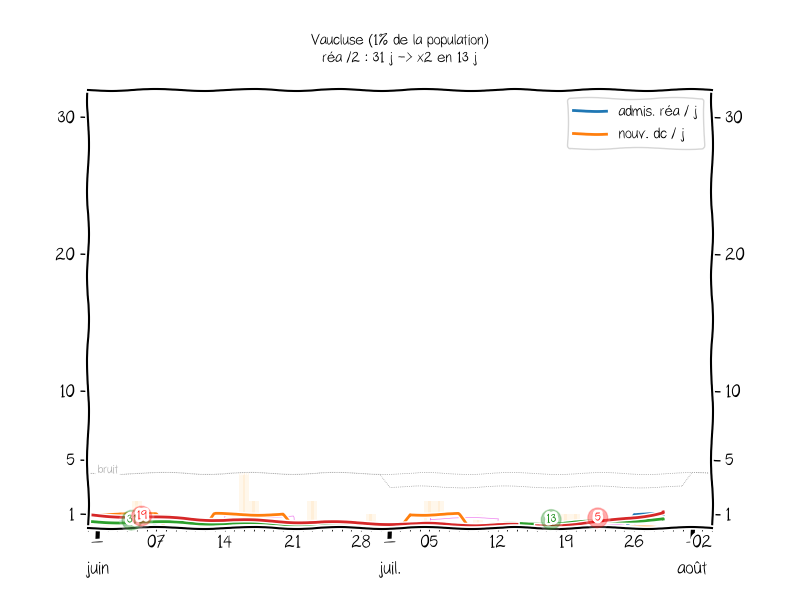 Vaucluse (1% de la population)
réa /2 : 31 j -> x2 en 13 j
admis. réa / j
nouv. dc / j
30 30
20 20
10 10
5 5
bruit
1 1
19 13 5
07 14 21 28 05 12 19 26 02
juin juil. août